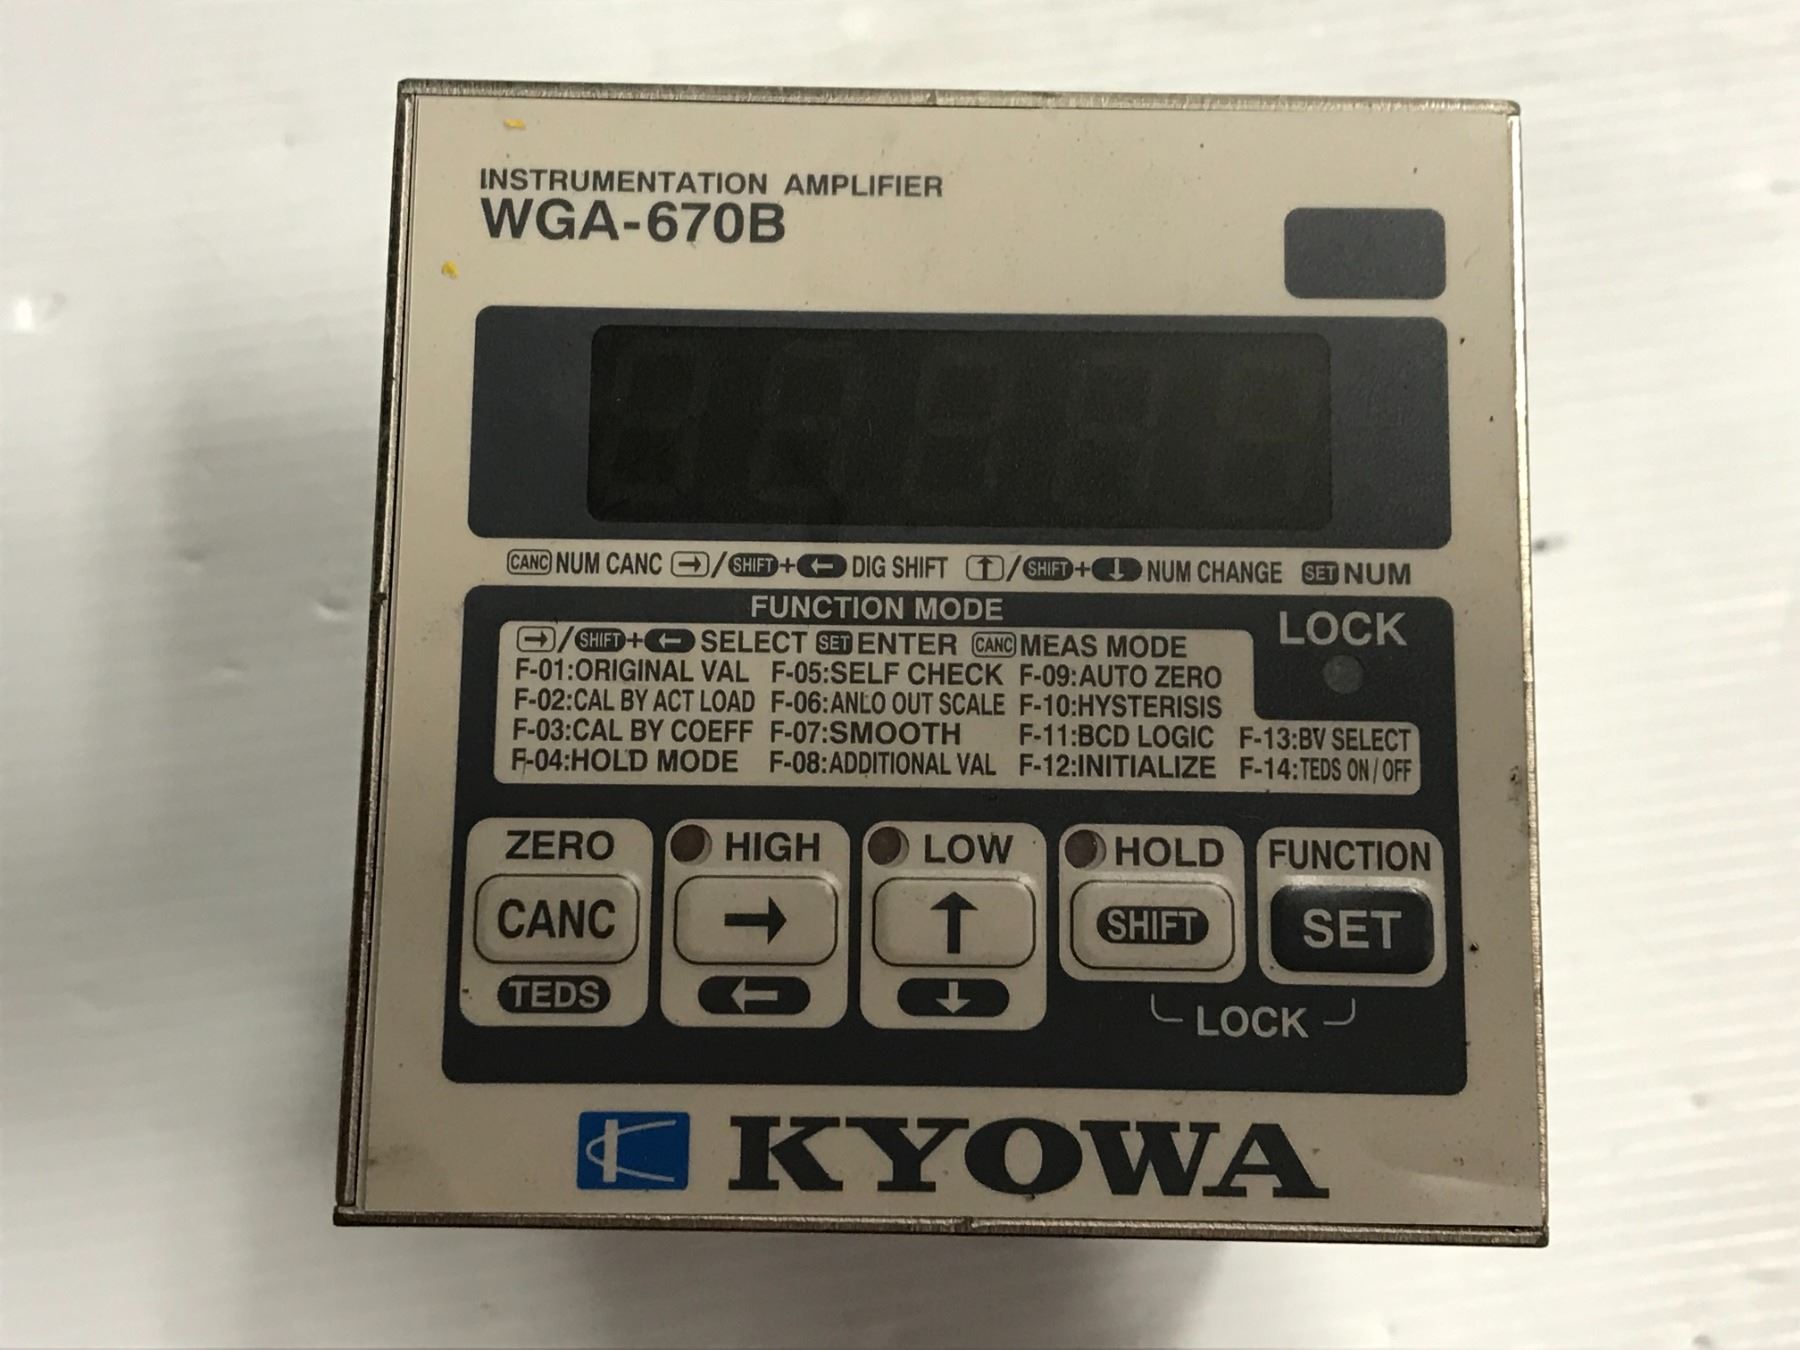 INSTRUMENTATION AMPLIFIER
WGA-670B
CANC NUM CANC →/SHIFT+← DIG SHIFT ↑/SHIFT+↓ NUM CHANGE SET NUM
FUNCTION MODE
LOCK
→/SHIFT+← SELECT SET ENTER CANC MEAS MODE
F-01:ORIGINAL VAL F-05:SELF CHECK F-09:AUTO ZERO
F-02:CAL BY ACT LOAD F-06:ANLO OUT SCALE F-10:HYSTERISIS
F-03:CAL BY COEFF F-07:SMOOTH F-11:BCD LOGIC F-13:BV SELECT
F-04:HOLD MODE F-08:ADDITIONAL VAL F-12:INITIALIZE F-14:TEDS ON/OFF
ZERO HIGH LOW HOLD FUNCTION
CANC → ↑ SHIFT SET
TEDS ← ↓
LOCK
KYOWA